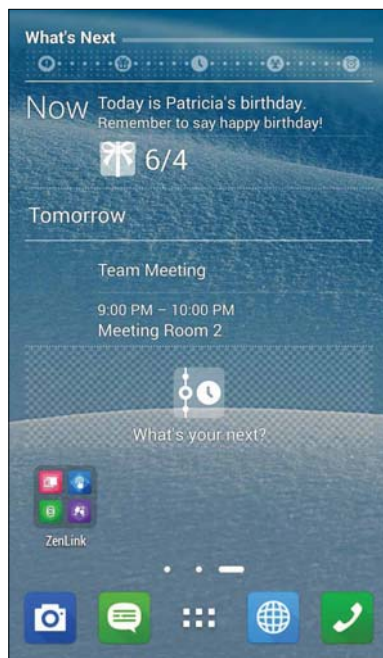 What's Next
Now
Today is Patricia's birthday.
Remember to say happy birthday!
6/4
Tomorrow
Team Meeting
9:00 PM – 10:00 PM
Meeting Room 2
What's your next?
ZenLink